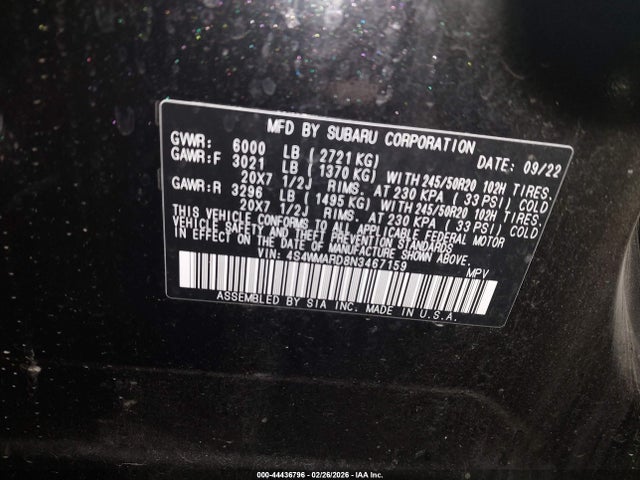 MFD BY SUBARU CORPORATION DATE: 09/22
GVWR: 6000 LB ( 2721 KG)
GAWR:F 3021 LB ( 1370 KG) WITH 245/50R20 102H TIRES.
20X7 1/2J RIMS. AT 230 KPA ( 33 PSI) COLD
GAWR:R 3296 LB ( 1495 KG) WITH 245/50R20 102H TIRES.
20X7 1/2J RIMS. AT 230 KPA ( 33 PSI) COLD
THIS VEHICLE CONFORMS TO ALL APPLICABLE FEDERAL MOTOR
VEHICLE SAFETY AND THEFT PREVENTION STANDARDS
IN EFFECT ON THE DATE OF MANUFACTURE SHOWN ABOVE.
VIN: 4S4WMARD8N3467159 MPV
ASSEMBLED BY SIA INC. MADE IN U.S.A.
000-44436796 - 02/26/2026 - IAA Inc.